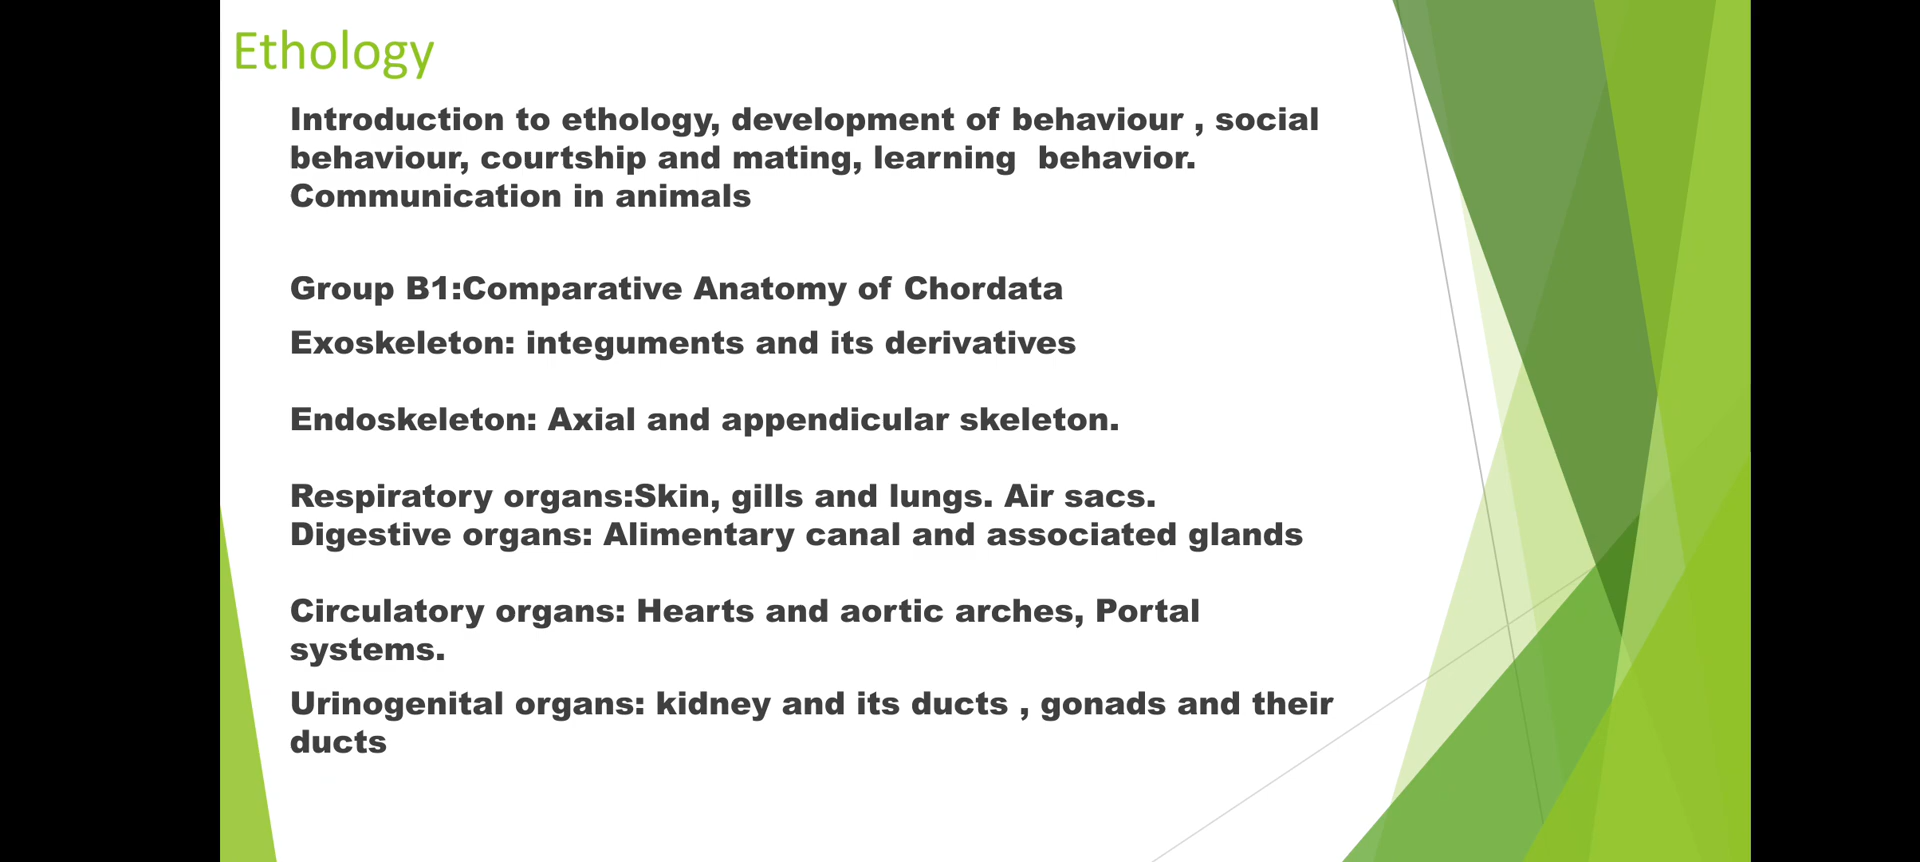 Ethology
Introduction to ethology, development of behaviour , social
behaviour, courtship and mating, learning  behavior.
Communication in animals
Group B1:Comparative Anatomy of Chordata
Exoskeleton: integuments and its derivatives
Endoskeleton: Axial and appendicular skeleton.
Respiratory organs:Skin, gills and lungs. Air sacs.
Digestive organs: Alimentary canal and associated glands
Circulatory organs: Hearts and aortic arches, Portal
systems.
Urinogenital organs: kidney and its ducts , gonads and their
ducts